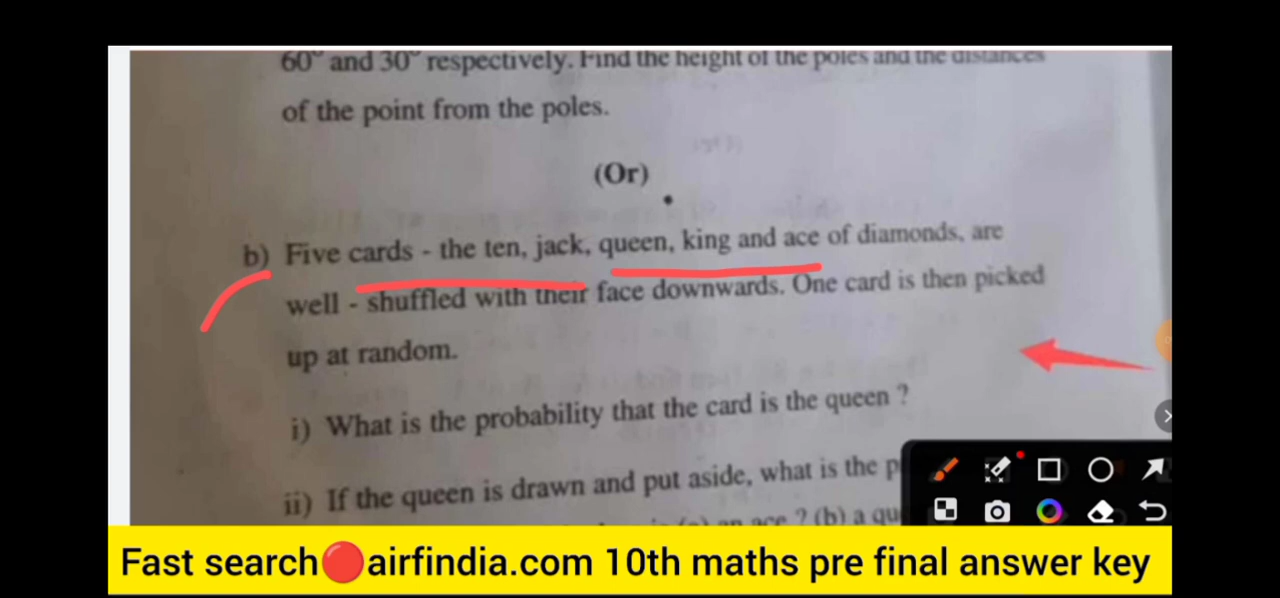 60° and 30° respectively. Find the height of the poles and the distances
of the point from the poles.
(Or)
b) Five cards - the ten, jack, queen, king and ace of diamonds, are
well - shuffled with their face downwards. One card is then picked
up at random.
i) What is the probability that the card is the queen ?
ii) If the queen is drawn and put aside, what is the
an ace ? (b) a
Fast search🔴airfindia.com 10th maths pre final answer key